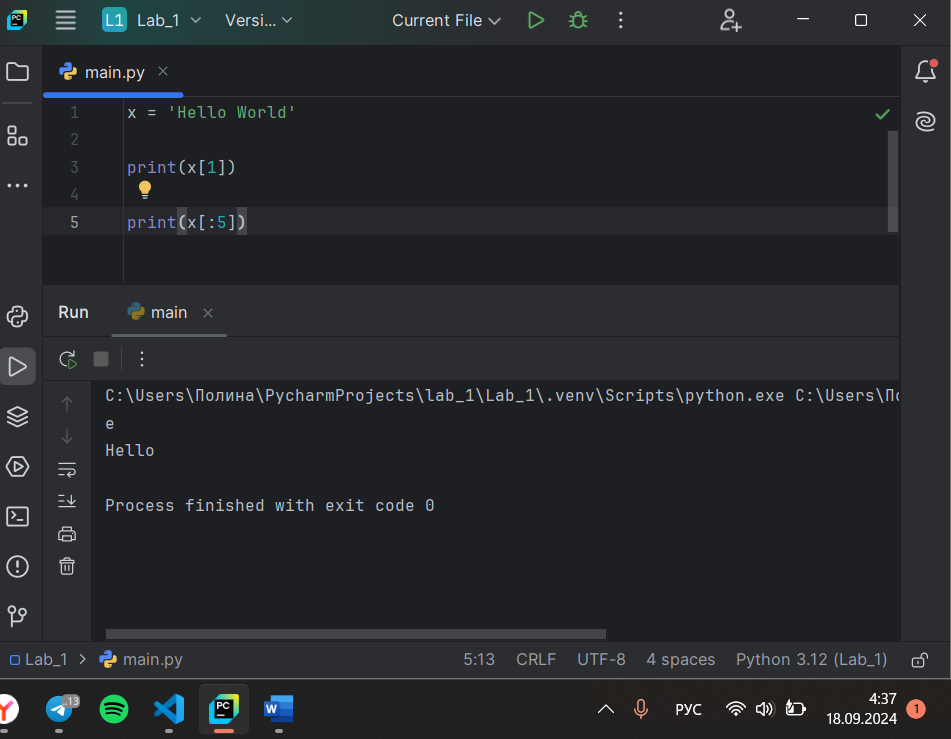 PC L1 Lab_1 Versi... Current File
main.py
1 x = 'Hello World'
2
3 print(x[1])
4
5 print(x[:5])
Run main
C:\Users\Полина\PycharmProjects\lab_1\Lab_1\.venv\Scripts\python.exe C:\Users\По
e
Hello
Process finished with exit code 0
Lab_1 main.py 5:13 CRLF UTF-8 4 spaces Python 3.12 (Lab_1)
Y ..13 PC W РУС 4:37 1
18.09.2024